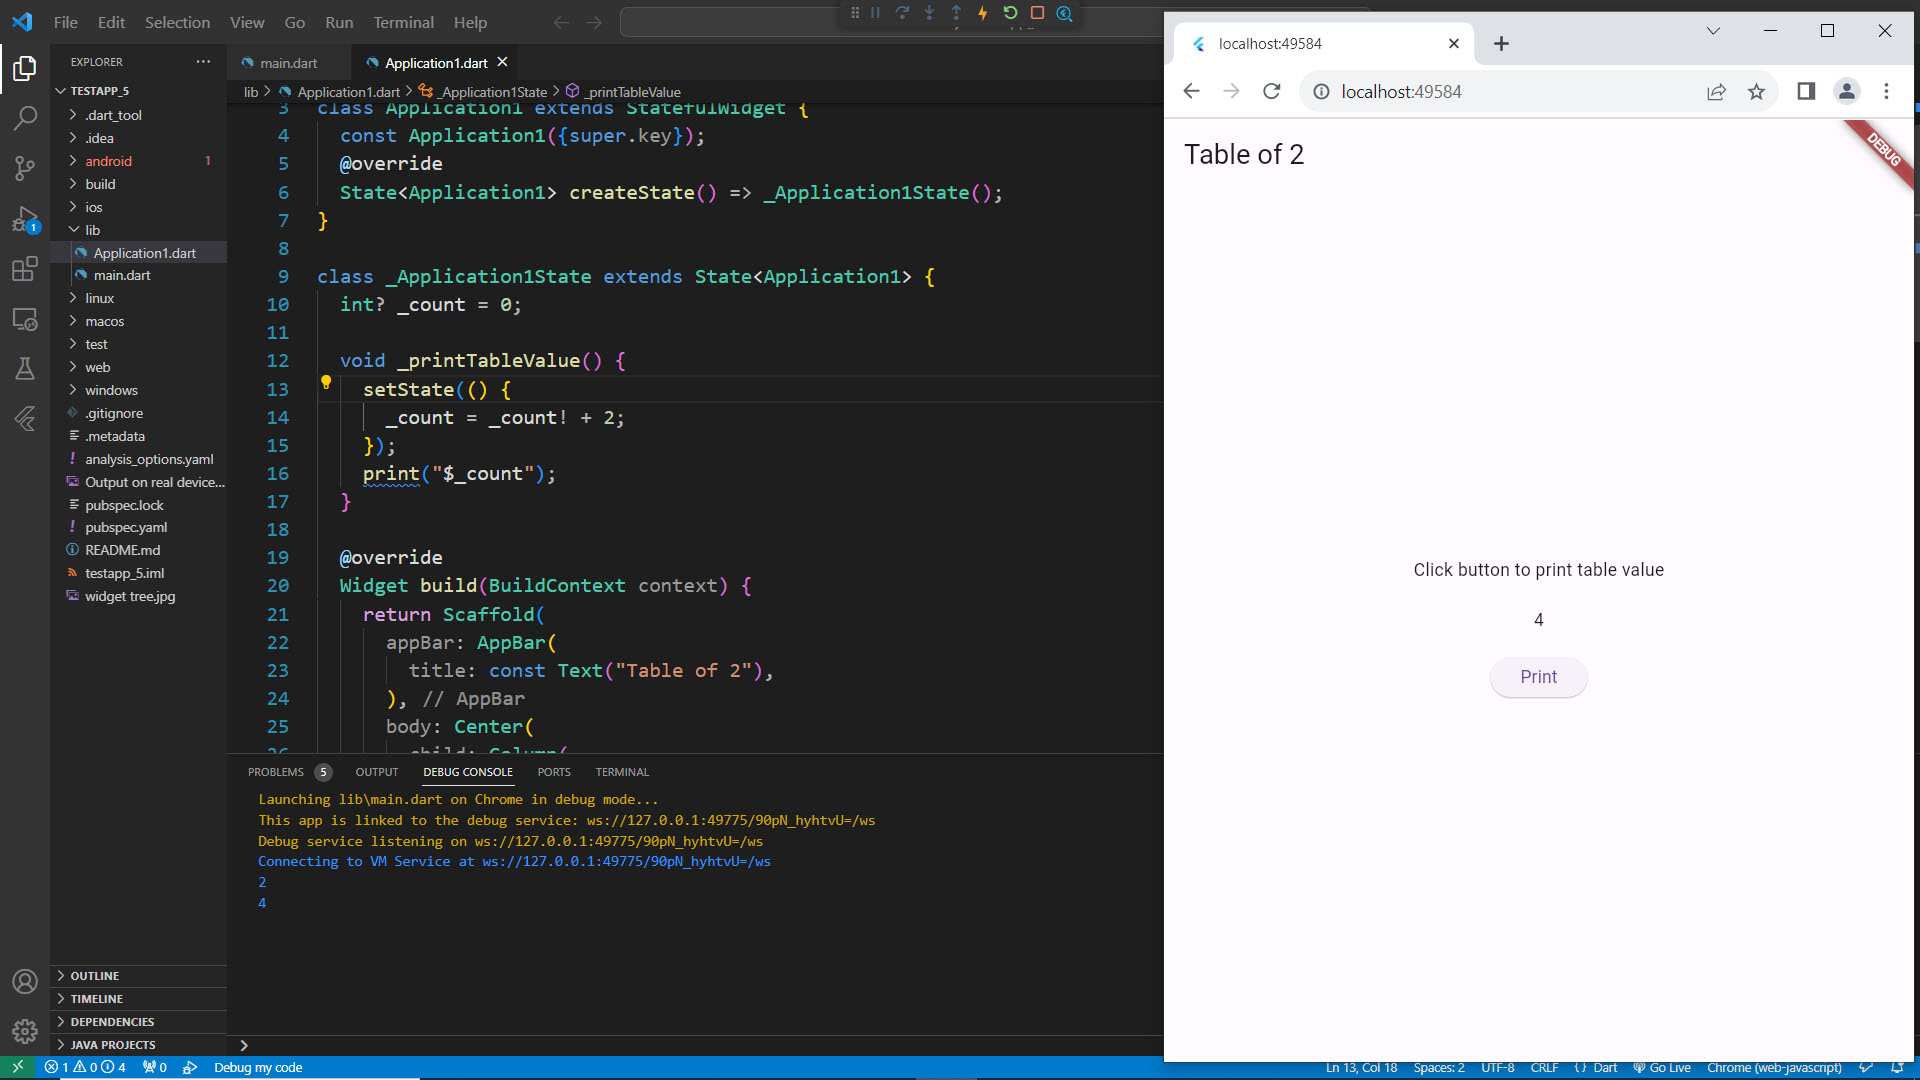 File Edit Selection View Go Run Terminal Help
EXPLORER
TESTAPP_5
.dart_tool
.idea
android 1
build
ios
lib
Application1.dart
main.dart
linux
macos
test
web
windows
.gitignore
.metadata
analysis_options.yaml
Output on real device...
pubspec.lock
pubspec.yaml
README.md
testapp_5.iml
widget tree.jpg
OUTLINE
TIMELINE
DEPENDENCIES
JAVA PROJECTS
1
main.dart Application1.dart
lib > Application1.dart > _Application1State > _printTableValue
3 class Application1 extends StatefulWidget {
4 const Application1({super.key});
5 @override
6 State<Application1> createState() => _Application1State();
7 }
8
9 class _Application1State extends State<Application1> {
10 int? _count = 0;
11
12 void _printTableValue() {
13 setState(() {
14 _count = _count! + 2;
15 });
16 print("$_count");
17 }
18
19 @override
20 Widget build(BuildContext context) {
21 return Scaffold(
22 appBar: AppBar(
23 title: const Text("Table of 2"),
24 ), // AppBar
25 body: Center(
26 child: Column(
PROBLEMS 5 OUTPUT DEBUG CONSOLE PORTS TERMINAL
Launching lib\main.dart on Chrome in debug mode...
This app is linked to the debug service: ws://127.0.0.1:49775/90pN_hyhtvU=/ws
Debug service listening on ws://127.0.0.1:49775/90pN_hyhtvU=/ws
Connecting to VM Service at ws://127.0.0.1:49775/90pN_hyhtvU=/ws
2
4
localhost:49584
localhost:49584
Table of 2
DEBUG
Click button to print table value
4
Print
1 0 4 0 Debug my code Ln 13, Col 18 Spaces: 2 UTF-8 CRLF {} Dart Go Live Chrome (web-javascript)